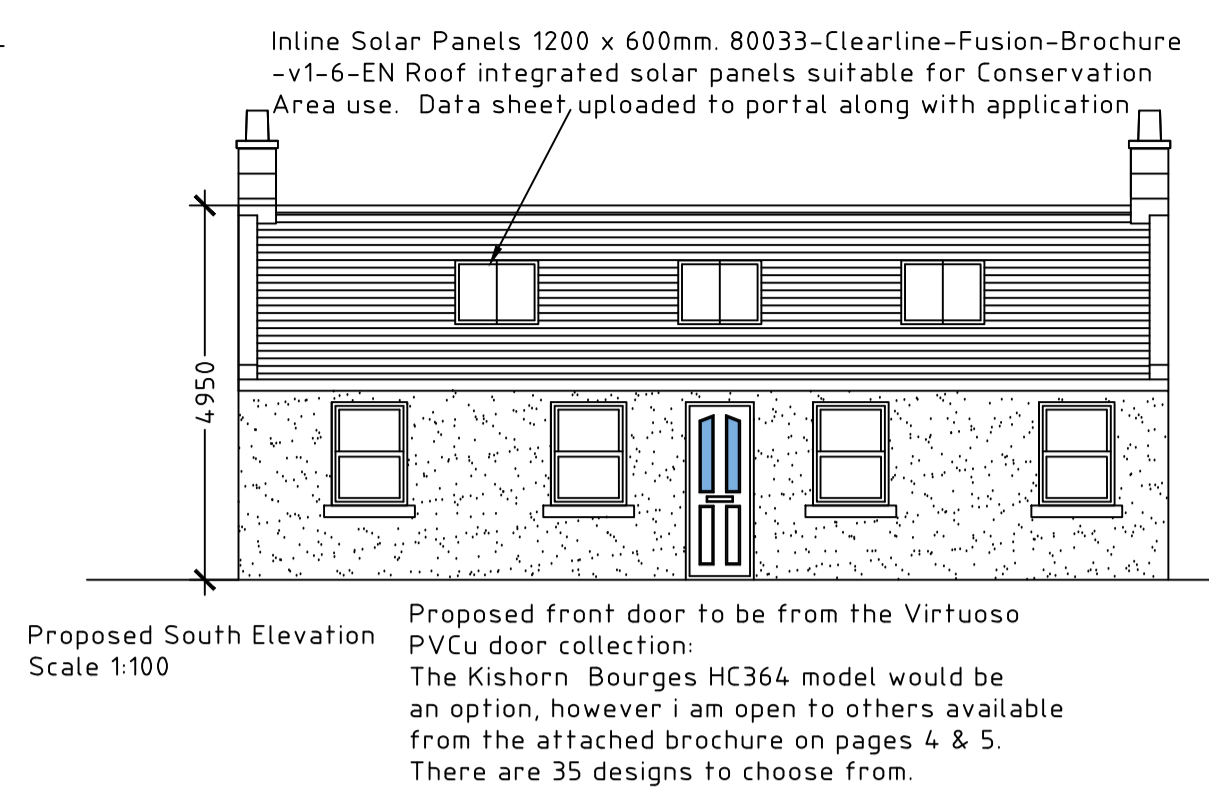 Inline Solar Panels 1200 x 600mm. 80033-Clearline-Fusion-Brochure
-v1-6-EN Roof integrated solar panels suitable for Conservation
Area use. Data sheet uploaded to portal along with application
4950
Proposed South Elevation
Scale 1:100
Proposed front door to be from the Virtuoso
PVCu door collection:
The Kishorn Bourges HC364 model would be
an option, however i am open to others available
from the attached brochure on pages 4 & 5.
There are 35 designs to choose from.